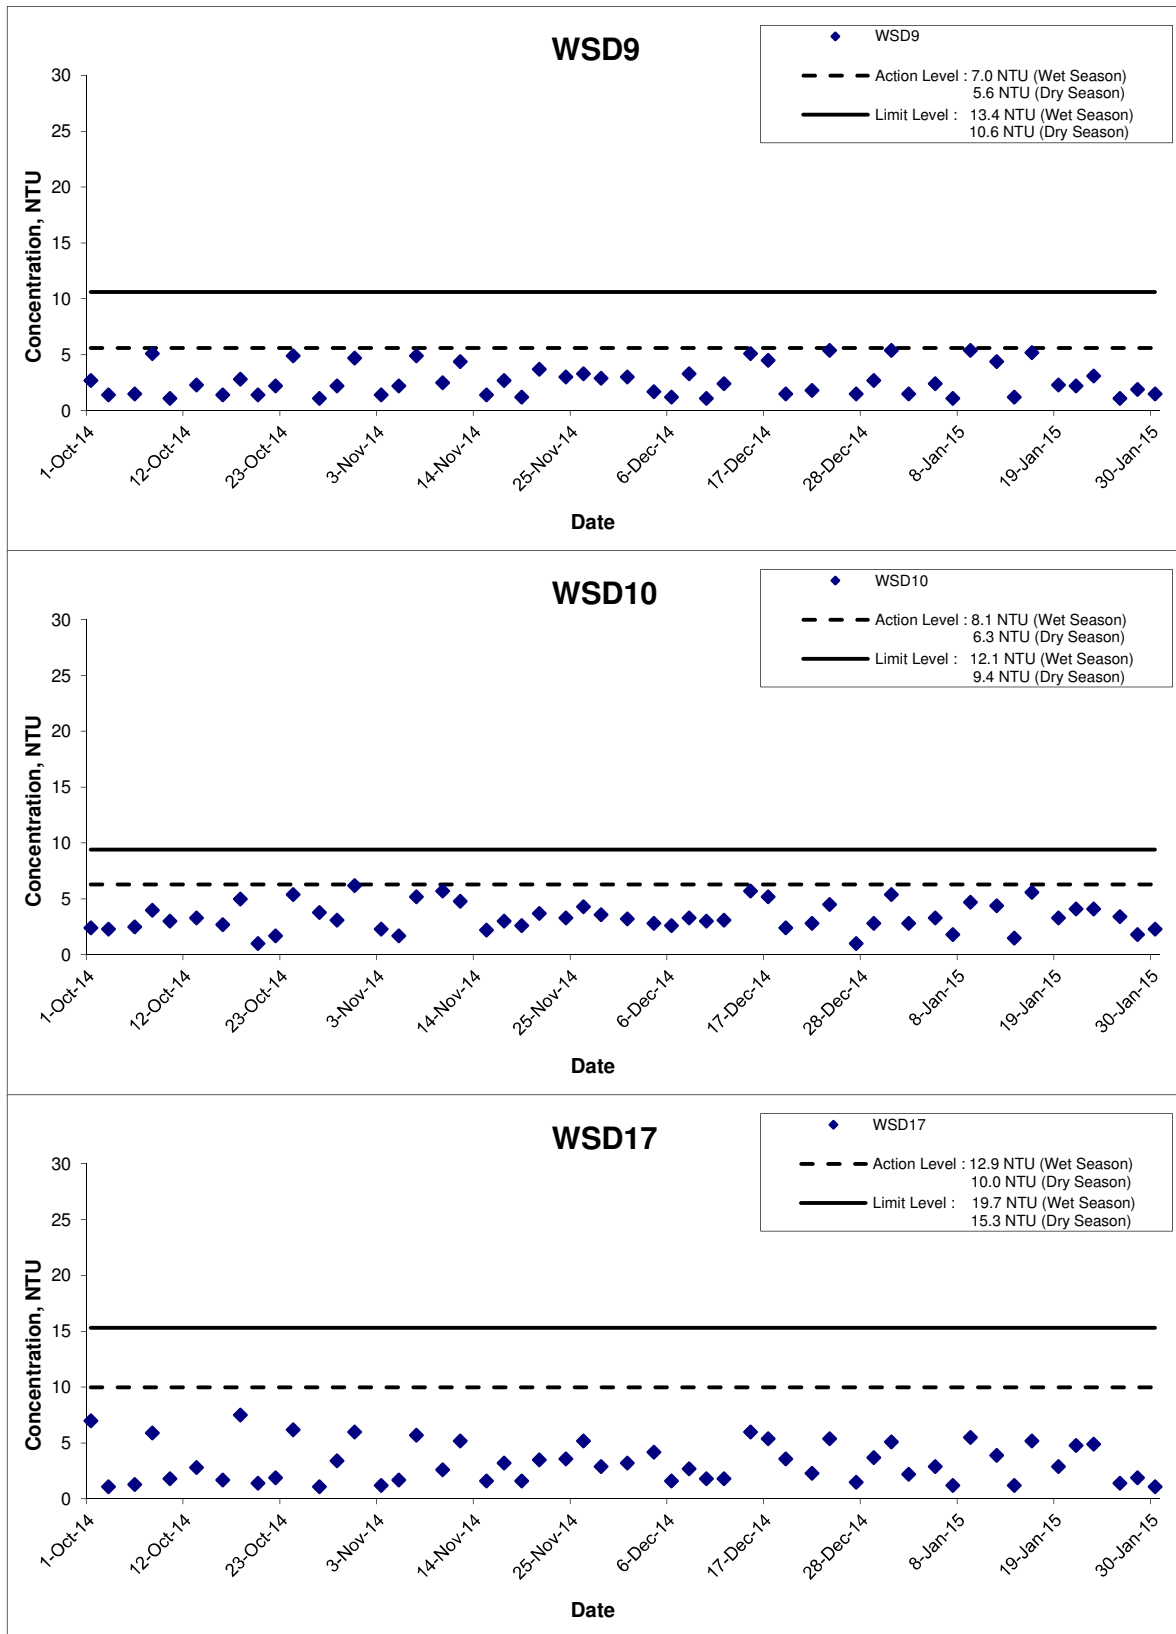 WSD9
WSD9
Action Level : 7.0 NTU (Wet Season)
5.6 NTU (Dry Season)
Limit Level : 13.4 NTU (Wet Season)
10.6 NTU (Dry Season)
Concentration, NTU
30
25
20
15
10
5
0
1-Oct-14
12-Oct-14
23-Oct-14
3-Nov-14
14-Nov-14
25-Nov-14
6-Dec-14
17-Dec-14
28-Dec-14
8-Jan-15
19-Jan-15
30-Jan-15
Date
WSD10
WSD10
Action Level : 8.1 NTU (Wet Season)
6.3 NTU (Dry Season)
Limit Level : 12.1 NTU (Wet Season)
9.4 NTU (Dry Season)
Concentration, NTU
30
25
20
15
10
5
0
1-Oct-14
12-Oct-14
23-Oct-14
3-Nov-14
14-Nov-14
25-Nov-14
6-Dec-14
17-Dec-14
28-Dec-14
8-Jan-15
19-Jan-15
30-Jan-15
Date
WSD17
WSD17
Action Level : 12.9 NTU (Wet Season)
10.0 NTU (Dry Season)
Limit Level : 19.7 NTU (Wet Season)
15.3 NTU (Dry Season)
Concentration, NTU
30
25
20
15
10
5
0
1-Oct-14
12-Oct-14
23-Oct-14
3-Nov-14
14-Nov-14
25-Nov-14
6-Dec-14
17-Dec-14
28-Dec-14
8-Jan-15
19-Jan-15
30-Jan-15
Date